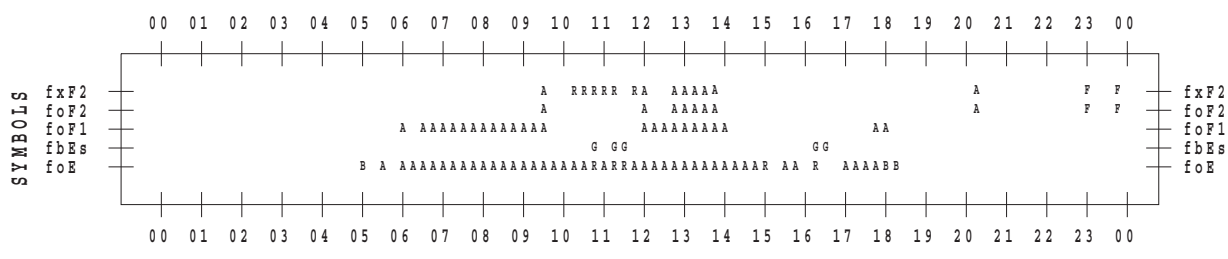 00 01 02 03 04 05 06 07 08 09 10 11 12 13 14 15 16 17 18 19 20 21 22 23 00
SYMBOLS
fxF2 A RRRRR AA AAAAA A F F fxF2
foF2 A A AAAAA A F F foF2
foF1 A AAAAAAAAAAAAA AAAAAAAAA AA foF1
fbEs G GG GG fbEs
foE B A AAAAAAAAAAAAAAAAAAARARRAAAAAAAAAAAAAR AA R AAAABB foE
00 01 02 03 04 05 06 07 08 09 10 11 12 13 14 15 16 17 18 19 20 21 22 23 00